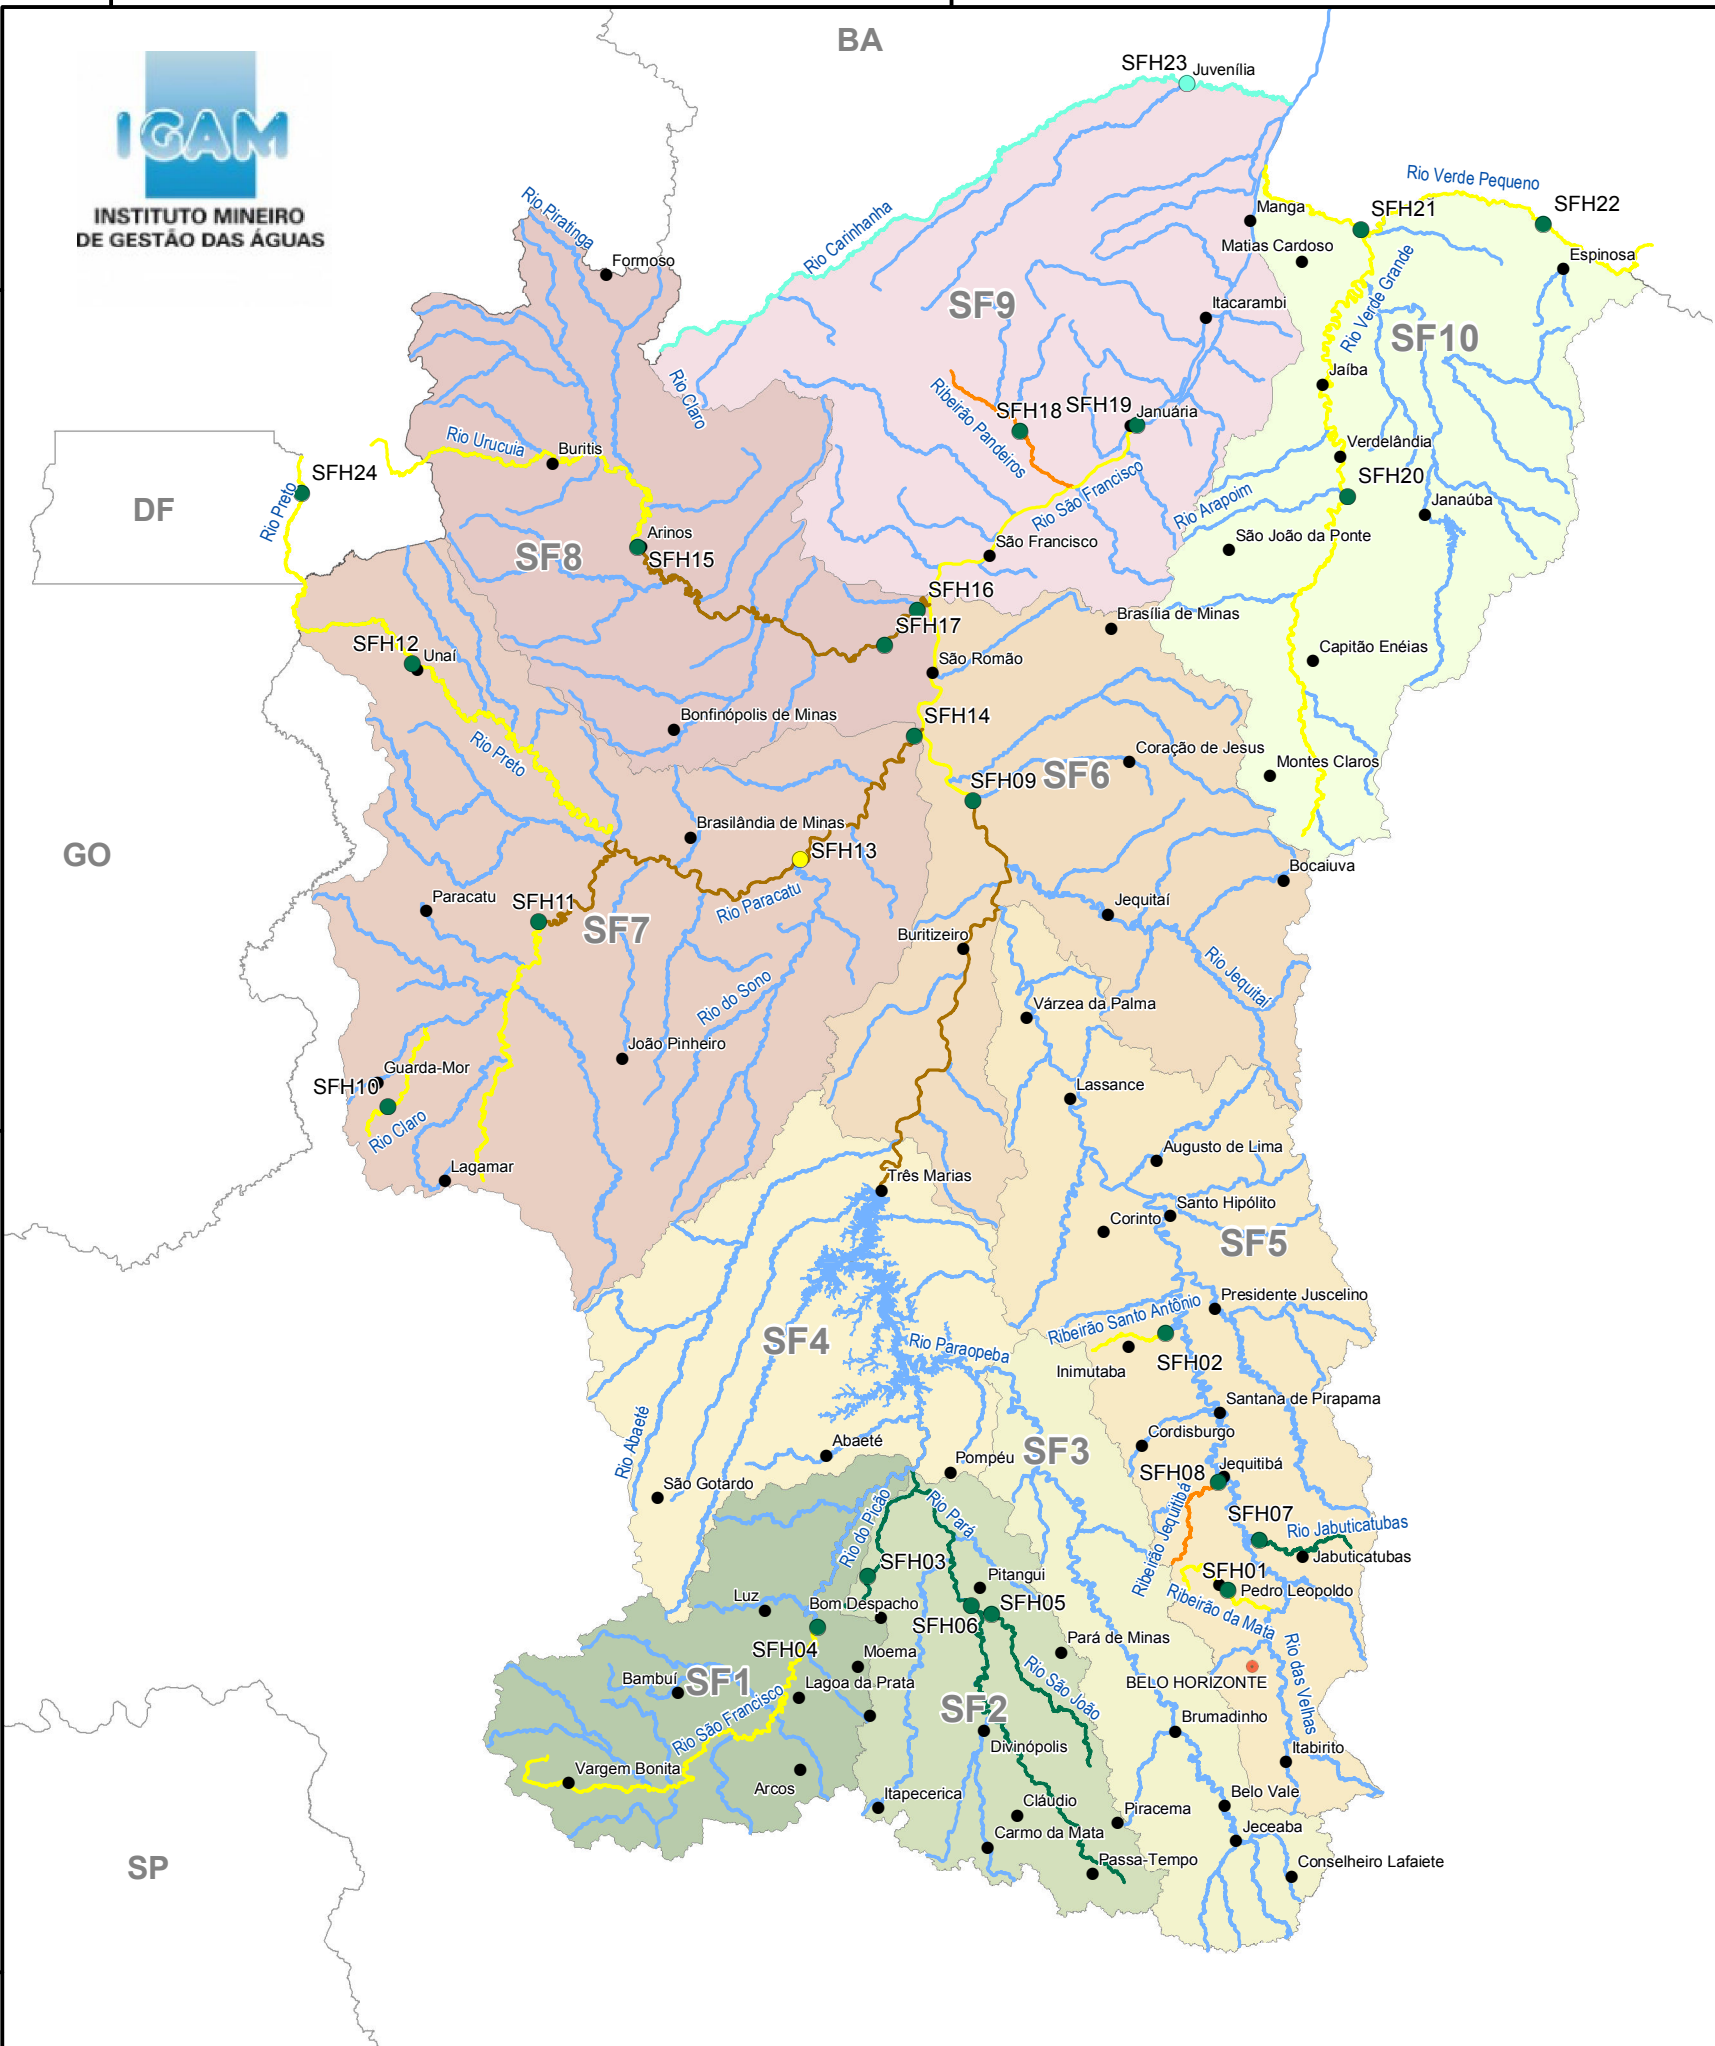 BA
IGAM
INSTITUTO MINEIRO
DE GESTÃO DAS ÁGUAS
SFH23
Juvenília
Rio Verde Pequeno
SFH21
SFH22
Manga
Matias Cardoso
Espinosa
Rio Piratinga
Formoso
Rio Carinhanha
SF9
Itacarambi
Rio Verde Grande
SF10
Rio Claro
Jaíba
Ribeirão Pandeiros
SFH18
SFH19
Januária
Rio Urucuia
Buritis
Verdelândia
SFH24
DF
Rio Preto
SFH20
Rio São Francisco
Rio Arapoim
Janaúba
Arinos
SF8
SFH15
São Francisco
São João da Ponte
SFH16
SFH17
Brasília de Minas
SFH12
Unaí
São Romão
Capitão Enéias
Bonfinópolis de Minas
SFH14
Rio Preto
Coração de Jesus
SF6
Montes Claros
SFH09
Brasilândia de Minas
GO
SFH13
Bocaiuva
Paracatu
SFH11
SF7
Rio Paracatu
Jequitaí
Buritizeiro
Rio Jequitaí
Rio do Sono
Várzea da Palma
João Pinheiro
Guarda-Mor
SFH10
Rio Claro
Lassance
Lagamar
Augusto de Lima
Três Marias
Santo Hipólito
Corinto
SF5
Presidente Juscelino
Ribeirão Santo Antônio
SF4
Rio Paraopeba
Inimutaba
SFH02
Santana de Pirapama
Rio Abaeté
Abaeté
Cordisburgo
SF3
Pompéu
SFH08
Jequitibá
São Gotardo
Rio do Picão
Rio Pará
Ribeirão Jequitibá
SFH07
Rio Jabuticatubas
Jabuticatubas
SFH03
Pitangui
SFH01
Pedro Leopoldo
Luz
Bom Despacho
SFH05
SFH06
Ribeirão da Mata
SFH04
Moema
Pará de Minas
Rio das Velhas
Bambuí
SF1
Lagoa da Prata
Rio São João
BELO HORIZONTE
Rio São Francisco
SF2
Brumadinho
Divinópolis
Itabirito
Vargem Bonita
Arcos
Itapecerica
Cláudio
Piracema
Belo Vale
Carmo da Mata
Jeceaba
SP
Passa-Tempo
Conselheiro Lafaiete